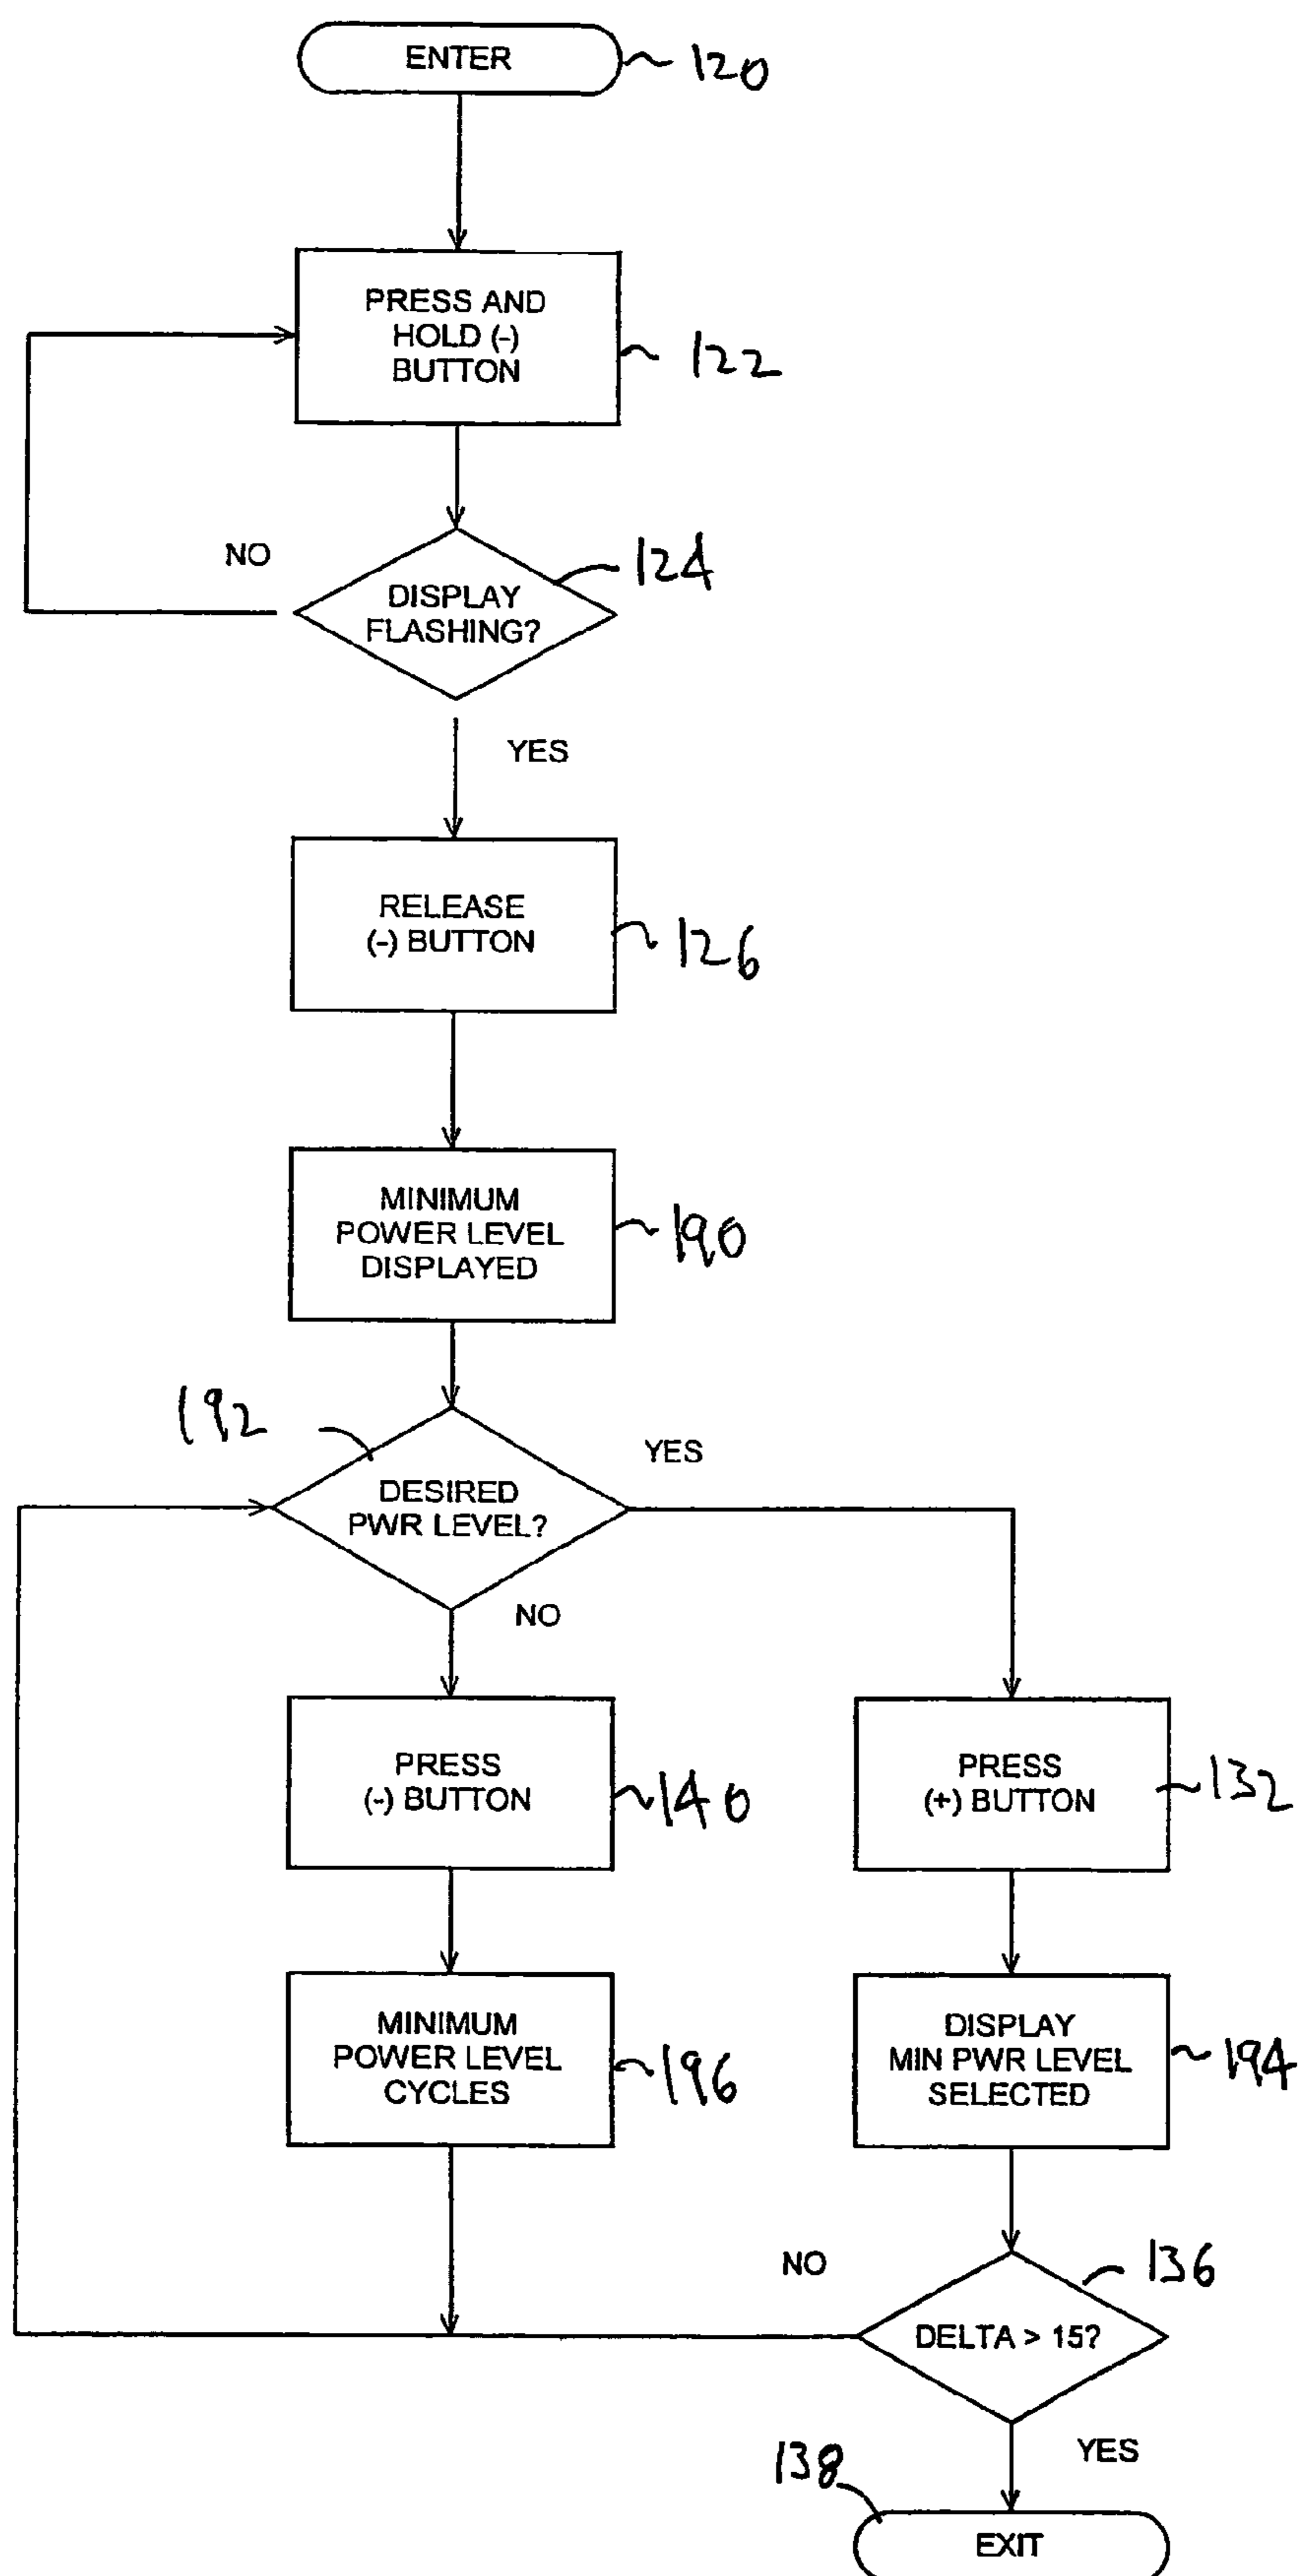 ENTER
120
PRESS AND
HOLD (-)
BUTTON
122
NO
124
DISPLAY
FLASHING?
YES
RELEASE
(-) BUTTON
126
MINIMUM
POWER LEVEL
DISPLAYED
190
192
YES
DESIRED
PWR LEVEL?
NO
PRESS
(-) BUTTON
140
PRESS
(+) BUTTON
132
MINIMUM
POWER LEVEL
CYCLES
196
DISPLAY
MIN PWR LEVEL
SELECTED
194
NO
136
DELTA > 15?
YES
138
EXIT